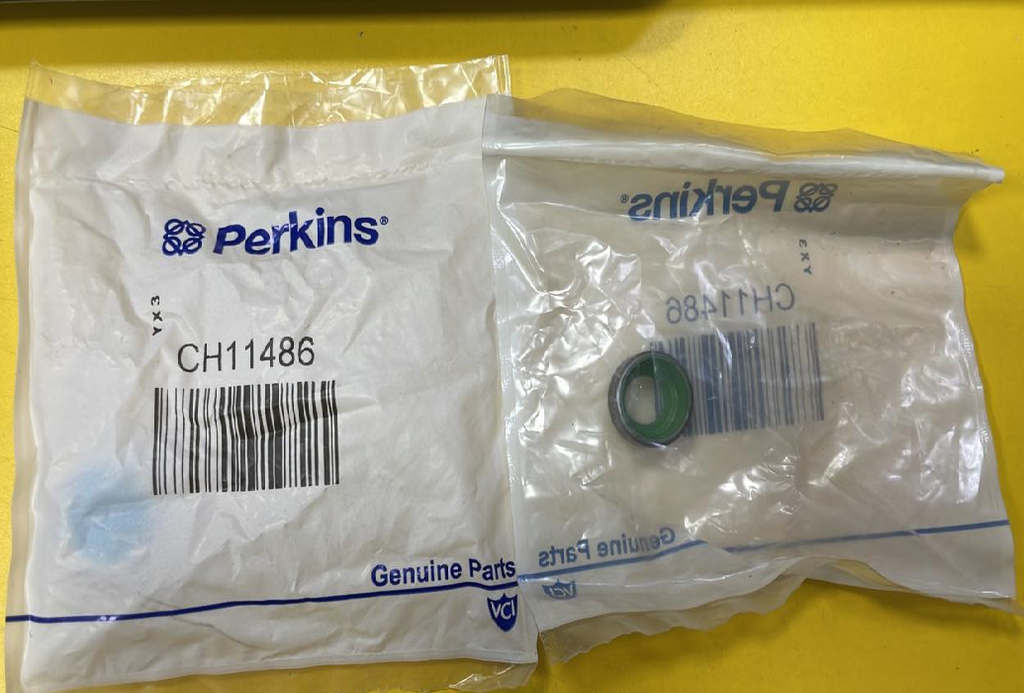 Perkins®
YX3
CH11486
Genuine Parts
VCI
Perkins®
YX3
CH11486
Genuine Parts
VCI